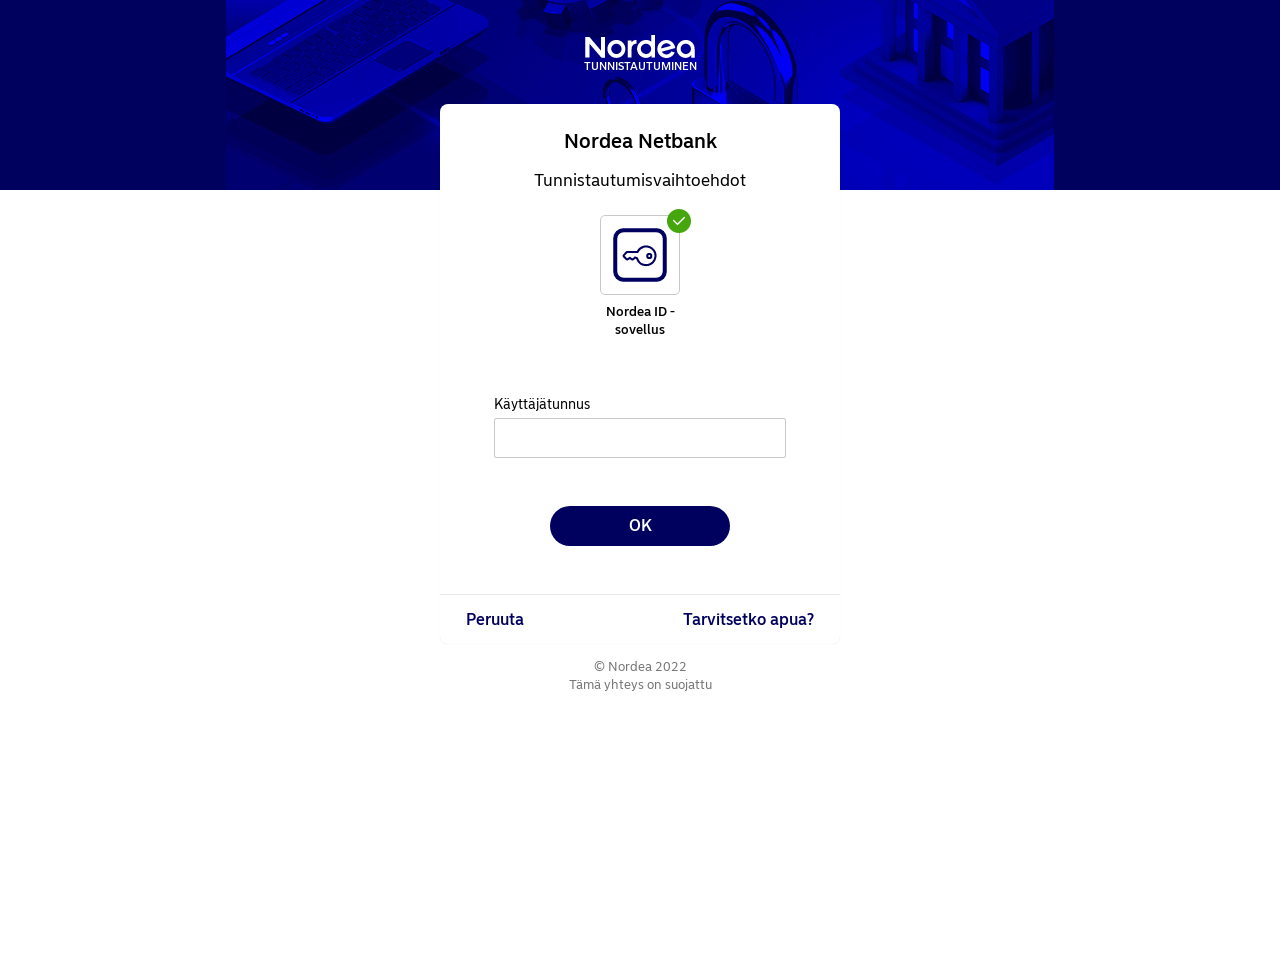 Nordea
TUNNISTAUTUMINEN
Nordea Netbank
Tunnistautumisvaihtoehdot
Nordea ID -
sovellus
Käyttäjätunnus
OK
Peruuta
Tarvitsetko apua?
© Nordea 2022
Tämä yhteys on suojattu